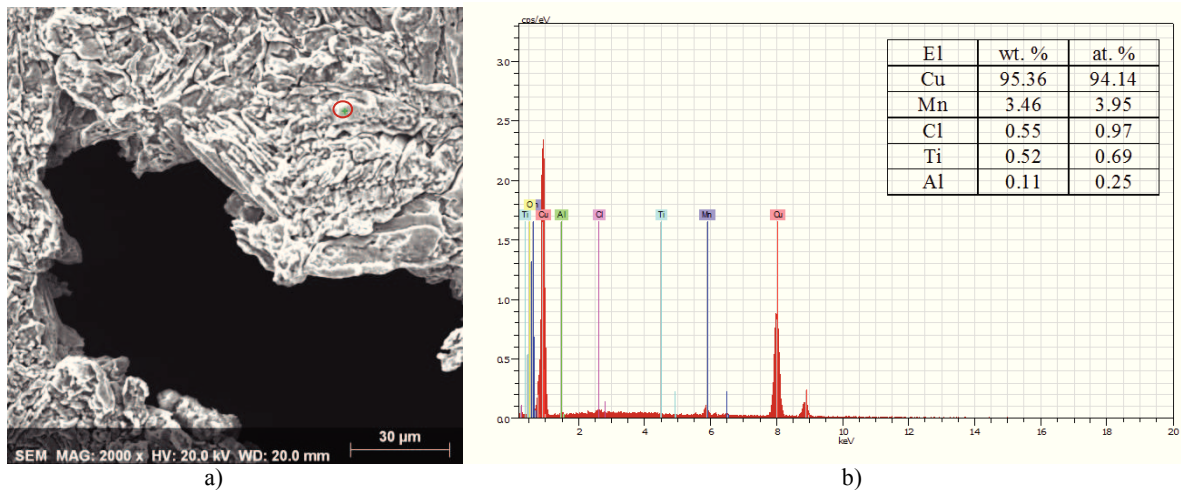 30 µm
SEM MAG: 2000 x HV: 20.0 kV WD: 20.0 mm
a)
cps/eV
3.0
2.5
2.0
1.5
1.0
0.5
0.0
Ti O Cu Al Cl Ti Mn Cu
2 4 6 8 10 12 14 16 18 20
keV
El wt. % at. %
Cu 95.36 94.14
Mn 3.46 3.95
Cl 0.55 0.97
Ti 0.52 0.69
Al 0.11 0.25
b)